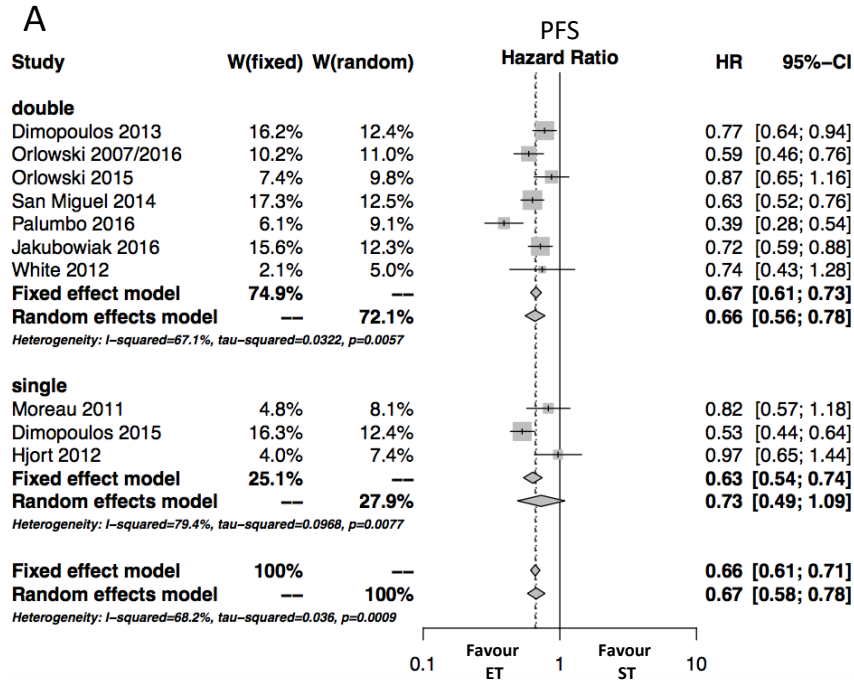 A
PFS
Study W(fixed) W(random) Hazard Ratio HR 95%−CI
double
Dimopoulos 2013 16.2% 12.4% 0.77 [0.64; 0.94]
Orlowski 2007/2016 10.2% 11.0% 0.59 [0.46; 0.76]
Orlowski 2015 7.4% 9.8% 0.87 [0.65; 1.16]
San Miguel 2014 17.3% 12.5% 0.63 [0.52; 0.76]
Palumbo 2016 6.1% 9.1% 0.39 [0.28; 0.54]
Jakubowiak 2016 15.6% 12.3% 0.72 [0.59; 0.88]
White 2012 2.1% 5.0% 0.74 [0.43; 1.28]
Fixed effect model 74.9% −− 0.67 [0.61; 0.73]
Random effects model −− 72.1% 0.66 [0.56; 0.78]
Heterogeneity: I−squared=67.1%, tau−squared=0.0322, p=0.0057
single
Moreau 2011 4.8% 8.1% 0.82 [0.57; 1.18]
Dimopoulos 2015 16.3% 12.4% 0.53 [0.44; 0.64]
Hjort 2012 4.0% 7.4% 0.97 [0.65; 1.44]
Fixed effect model 25.1% −− 0.63 [0.54; 0.74]
Random effects model −− 27.9% 0.73 [0.49; 1.09]
Heterogeneity: I−squared=79.4%, tau−squared=0.0968, p=0.0077
Fixed effect model 100% −− 0.66 [0.61; 0.71]
Random effects model −− 100% 0.67 [0.58; 0.78]
Heterogeneity: I−squared=68.2%, tau−squared=0.036, p=0.0009
0.1 1 10
Favour ET
Favour ST